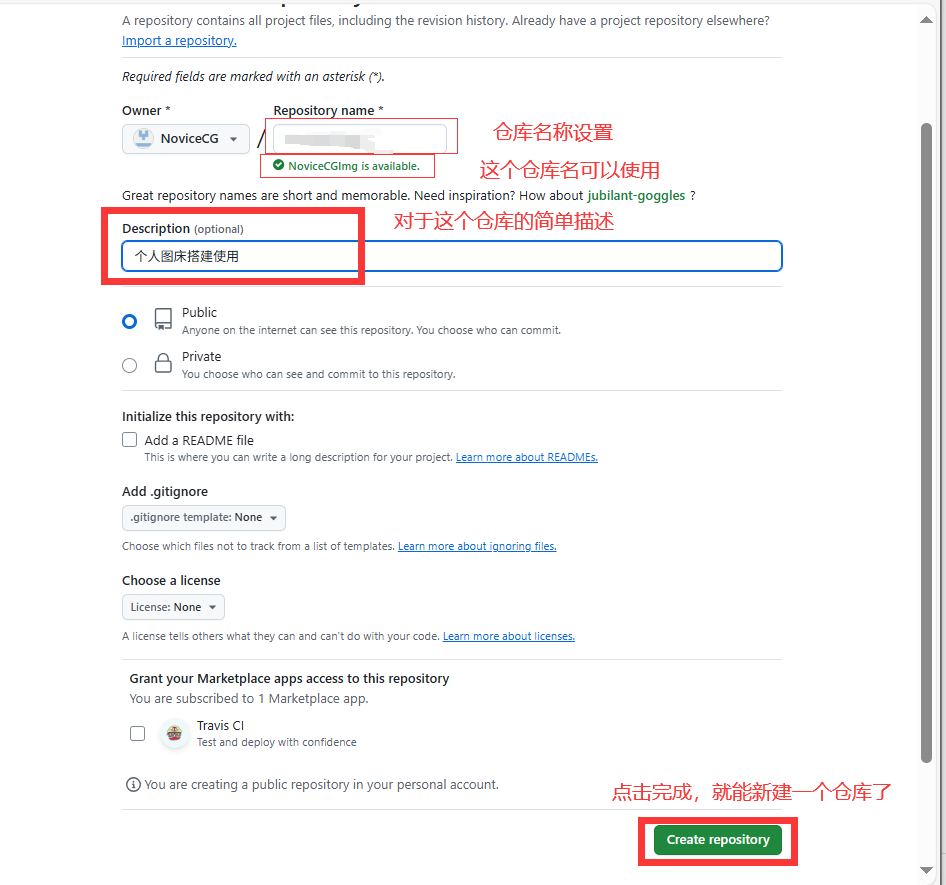 A repository contains all project files, including the revision history. Already have a project repository elsewhere?
Import a repository.
Required fields are marked with an asterisk (*).
Owner *
Repository name *
NoviceCG
/
仓库名称设置
NoviceCGImg is available.
这个仓库名可以使用
Great repository names are short and memorable. Need inspiration? How about jubilant-goggles ?
对于这个仓库的简单描述
Description (optional)
个人图床搭建使用
Public
Anyone on the internet can see this repository. You choose who can commit.
Private
You choose who can see and commit to this repository.
Initialize this repository with:
Add a README file
This is where you can write a long description for your project. Learn more about READMEs.
Add .gitignore
.gitignore template: None
Choose which files not to track from a list of templates. Learn more about ignoring files.
Choose a license
License: None
A license tells others what they can and can't do with your code. Learn more about licenses.
Grant your Marketplace apps access to this repository
You are subscribed to 1 Marketplace app.
Travis CI
Test and deploy with confidence
You are creating a public repository in your personal account.
点击完成，就能新建一个仓库了
Create repository